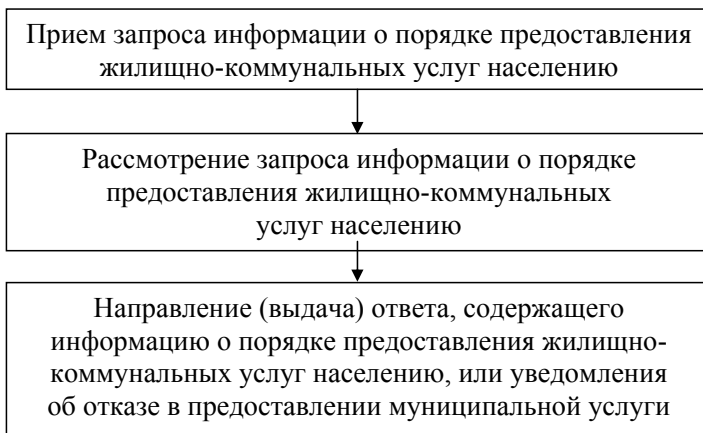 Прием запроса информации о порядке предоставления
жилищно-коммунальных услуг населению
Рассмотрение запроса информации о порядке
предоставления жилищно-коммунальных
услуг населению
Направление (выдача) ответа, содержащего
информацию о порядке предоставления жилищно-
коммунальных услуг населению, или уведомления
об отказе в предоставлении муниципальной услуги